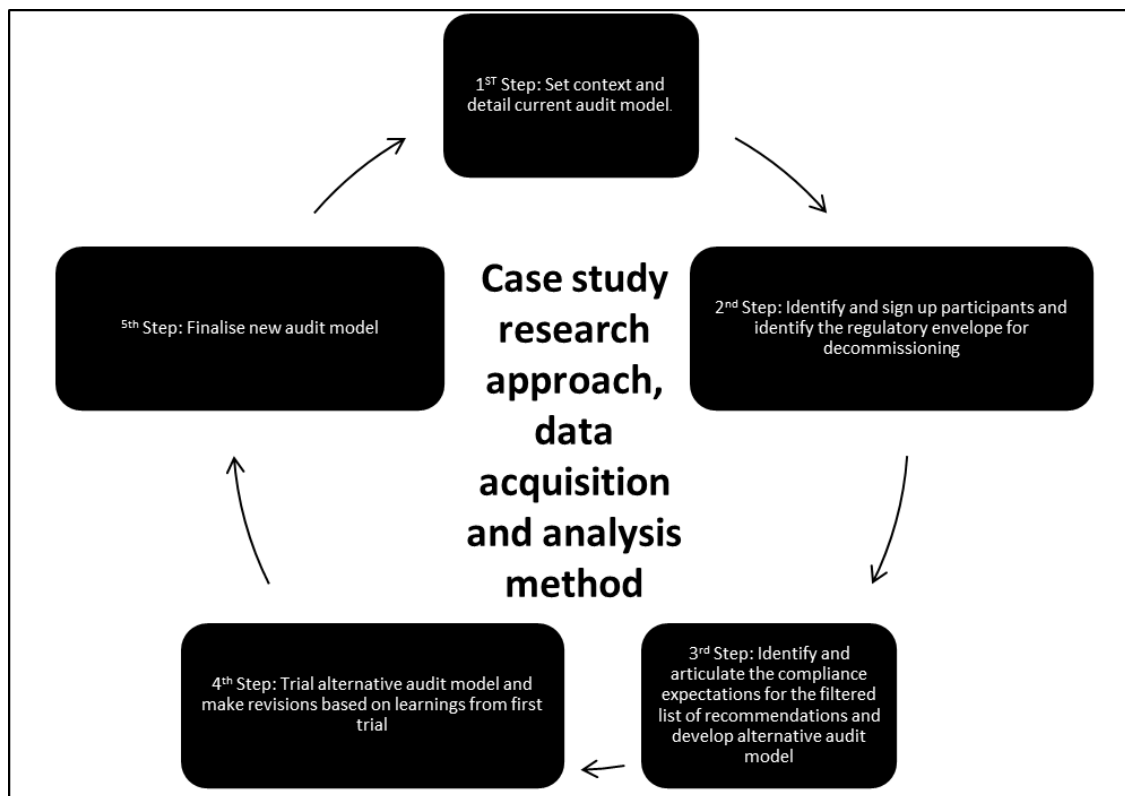 1ST Step: Set context and
detail current audit model.
2nd Step: Identify and sign up participants and
identify the regulatory envelope for
decommissioning
3rd Step: Identify and
articulate the compliance
expectations for the filtered
list of recommendations and
develop alternative audit
model
4th Step: Trial alternative audit model and
make revisions based on learnings from first
trial
5th Step: Finalise new audit model
Case study
research
approach,
data
acquisition
and analysis
method